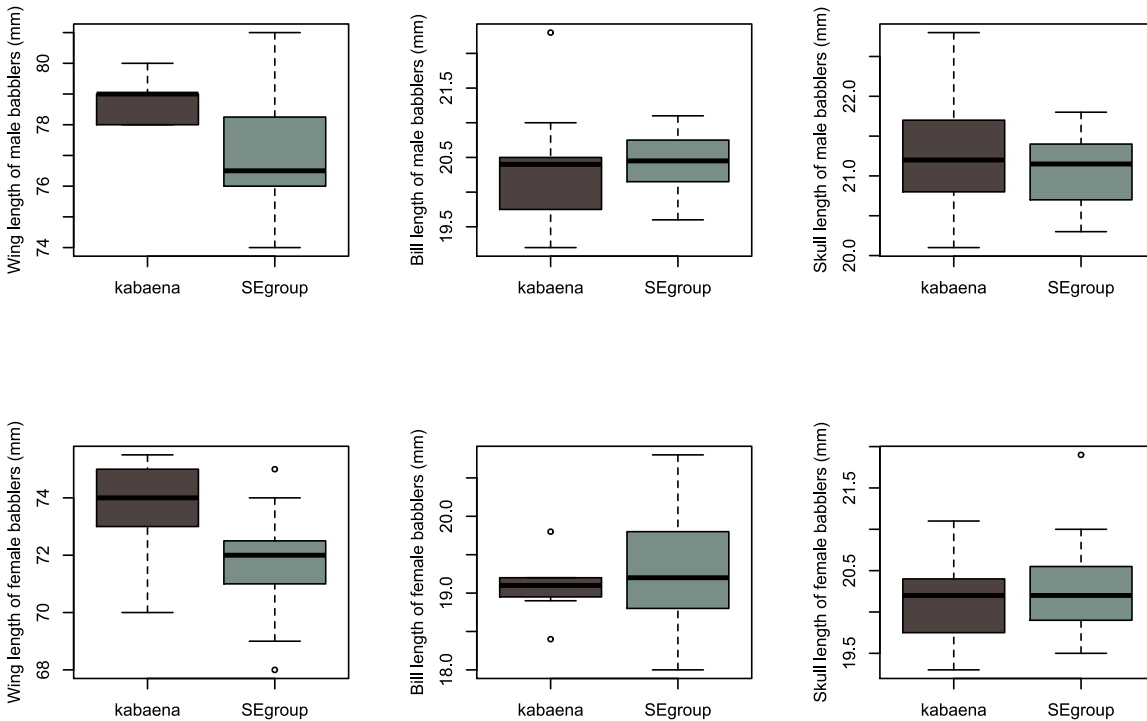 Wing length of male babblers (mm)
80
78
76
74
kabaena
SEgroup
Bill length of male babblers (mm)
21.5
20.5
19.5
kabaena
SEgroup
Skull length of male babblers (mm)
22.0
21.0
20.0
kabaena
SEgroup
Wing length of female babblers (mm)
74
72
70
68
kabaena
SEgroup
Bill length of female babblers (mm)
20.0
19.0
18.0
kabaena
SEgroup
Skull length of female babblers (mm)
21.5
20.5
19.5
kabaena
SEgroup